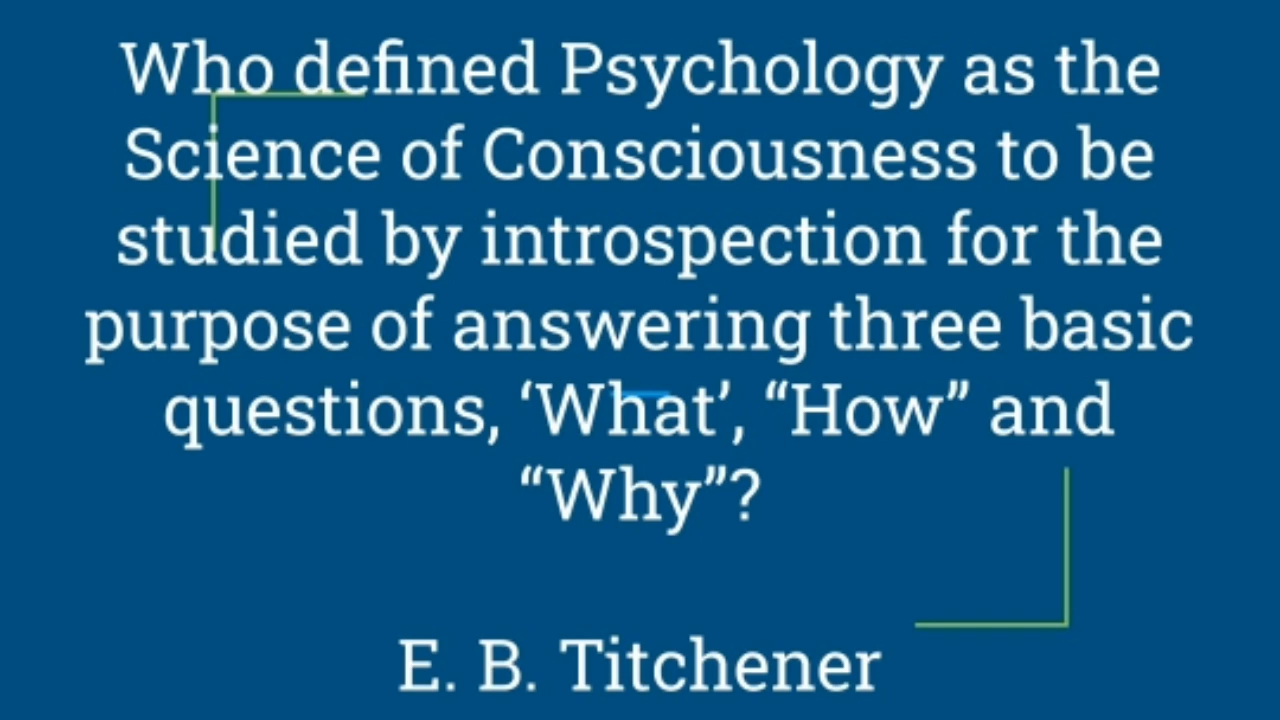 Who defined Psychology as the
Science of Consciousness to be
studied by introspection for the
purpose of answering three basic
questions, ‘What’, “How” and
“Why”?
E. B. Titchener